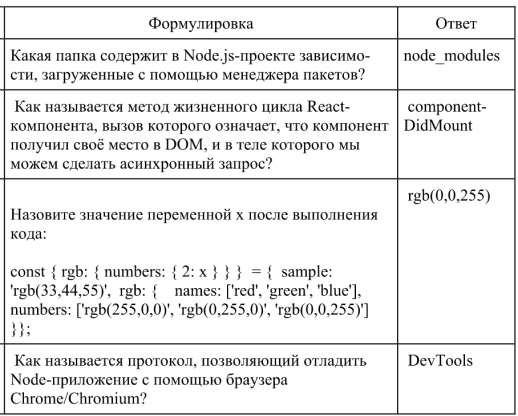 Формулировка
Ответ
Какая папка содержит в Node.js-проекте зависимо-
сти, загруженные с помощью менеджера пакетов?
node_modules
Как называется метод жизненного цикла React-
компонента, вызов которого означает, что компонент
получил своё место в DOM, и в теле которого мы
можем сделать асинхронный запрос?
component-
DidMount
Назовите значение переменной x после выполнения
кода:
const { rgb: { numbers: { 2: x } } } = { sample:
'rgb(33,44,55)', rgb: { names: ['red', 'green', 'blue'],
numbers: ['rgb(255,0,0)', 'rgb(0,255,0)', 'rgb(0,0,255)']
}};
rgb(0,0,255)
Как называется протокол, позволяющий отладить
Node-приложение с помощью браузера
Chrome/Chromium?
DevTools